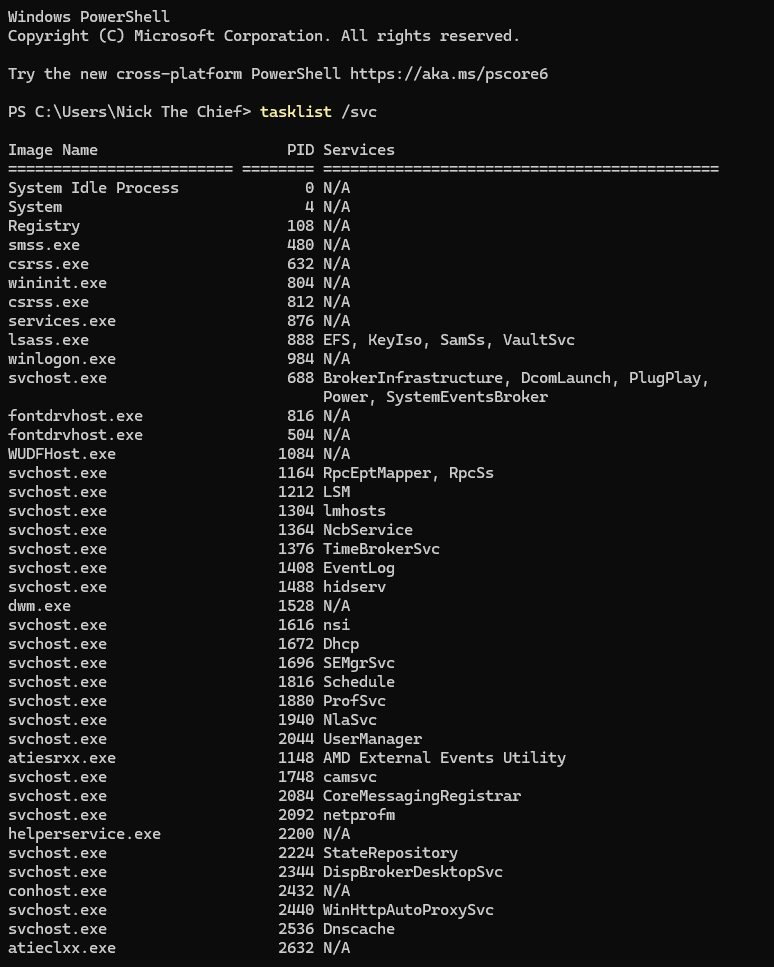 Windows PowerShell
Copyright (C) Microsoft Corporation. All rights reserved.
Try the new cross-platform PowerShell https://aka.ms/pscore6
PS C:\Users\Nick The Chief> tasklist /svc
Image Name                     PID Services
========================= ======== ============================================
System Idle Process              0 N/A
System                           4 N/A
Registry                       108 N/A
smss.exe                       480 N/A
csrss.exe                      632 N/A
wininit.exe                    804 N/A
csrss.exe                      812 N/A
services.exe                   876 N/A
lsass.exe                      888 EFS, KeyIso, SamSs, VaultSvc
winlogon.exe                   984 N/A
svchost.exe                    688 BrokerInfrastructure, DcomLaunch, PlugPlay,
                                   Power, SystemEventsBroker
fontdrvhost.exe                816 N/A
fontdrvhost.exe                504 N/A
WUDFHost.exe                  1084 N/A
svchost.exe                   1164 RpcEptMapper, RpcSs
svchost.exe                   1212 LSM
svchost.exe                   1304 lmhosts
svchost.exe                   1364 NcbService
svchost.exe                   1376 TimeBrokerSvc
svchost.exe                   1408 EventLog
svchost.exe                   1488 hidserv
dwm.exe                       1528 N/A
svchost.exe                   1616 nsi
svchost.exe                   1672 Dhcp
svchost.exe                   1696 SEMgrSvc
svchost.exe                   1816 Schedule
svchost.exe                   1880 ProfSvc
svchost.exe                   1940 NlaSvc
svchost.exe                   2044 UserManager
atiesrxx.exe                  1148 AMD External Events Utility
svchost.exe                   1748 camsvc
svchost.exe                   2084 CoreMessagingRegistrar
svchost.exe                   2092 netprofm
helperservice.exe             2200 N/A
svchost.exe                   2224 StateRepository
svchost.exe                   2344 DispBrokerDesktopSvc
conhost.exe                   2432 N/A
svchost.exe                   2440 WinHttpAutoProxySvc
svchost.exe                   2536 Dnscache
atieclxx.exe                  2632 N/A